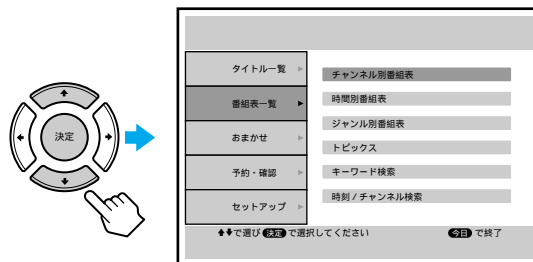 決定
タイトル一覧
番組表一覧
おまかせ
予約・確認
セットアップ
チャンネル別番組表
時間別番組表
ジャンル別番組表
トピックス
キーワード検索
時刻 / チャンネル検索
で選び 決定 で選択してください
今日 で終了